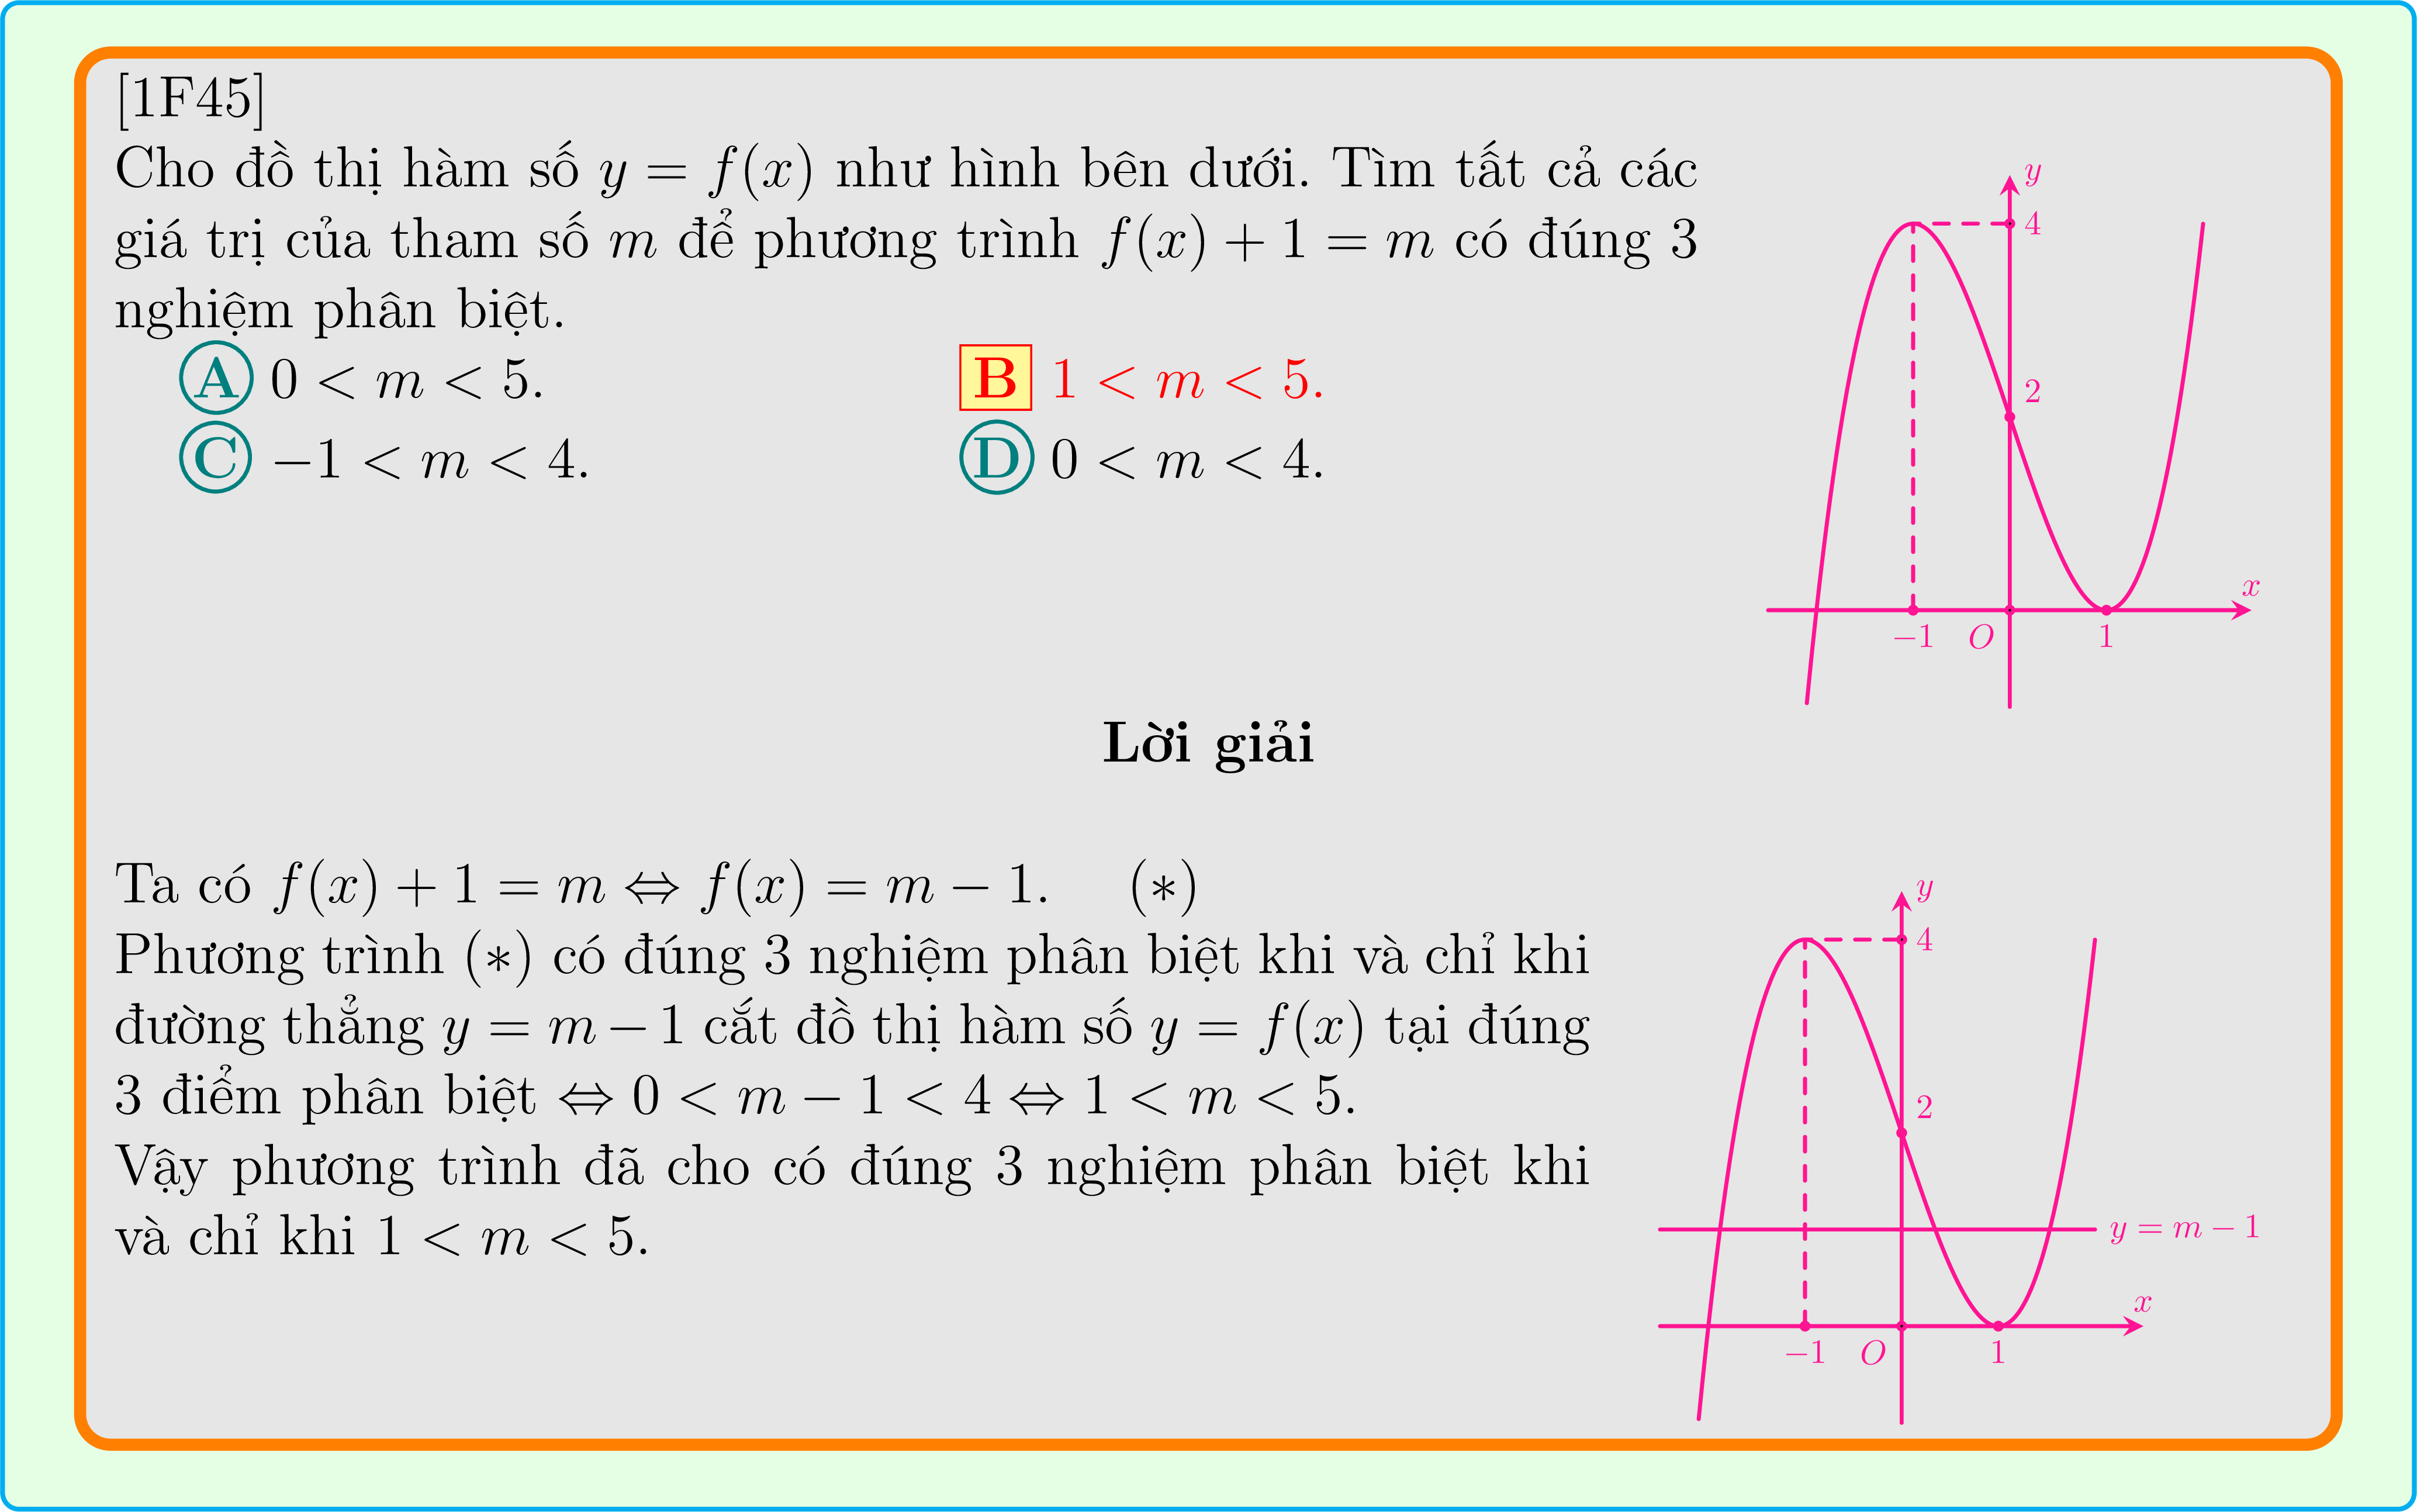 [1F45]
Cho đồ thị hàm số y = f(x) như hình bên dưới. Tìm tất cả các
giá trị của tham số m để phương trình f(x) + 1 = m có đúng 3
nghiệm phân biệt.
A 0 < m < 5.
B 1 < m < 5.
C −1 < m < 4.
D 0 < m < 4.
y
4
2
x
−1
O
1
Lời giải
Ta có f(x) + 1 = m ⇔ f(x) = m − 1. (∗)
Phương trình (∗) có đúng 3 nghiệm phân biệt khi và chỉ khi
đường thẳng y = m − 1 cắt đồ thị hàm số y = f(x) tại đúng
3 điểm phân biệt ⇔ 0 < m − 1 < 4 ⇔ 1 < m < 5.
Vậy phương trình đã cho có đúng 3 nghiệm phân biệt khi
và chỉ khi 1 < m < 5.
y
4
2
y = m − 1
x
−1
O
1